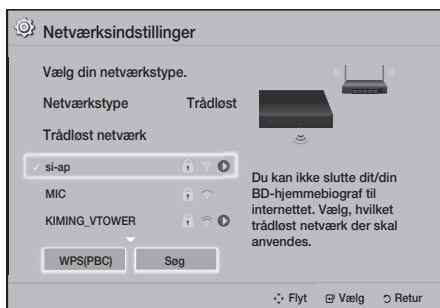 Netværksindstillinger
Vælg din netværkstype.
Netværkstype Trådløst
Trådløst netværk
si-ap
MIC
KIMING_VTOWER
WPS(PBC) Søg
Du kan ikke slutte dit/din
BD-hjemmebiograf til
internettet. Vælg, hvilket
trådløst netværk der skal
anvendes.
Flyt Vælg Retur